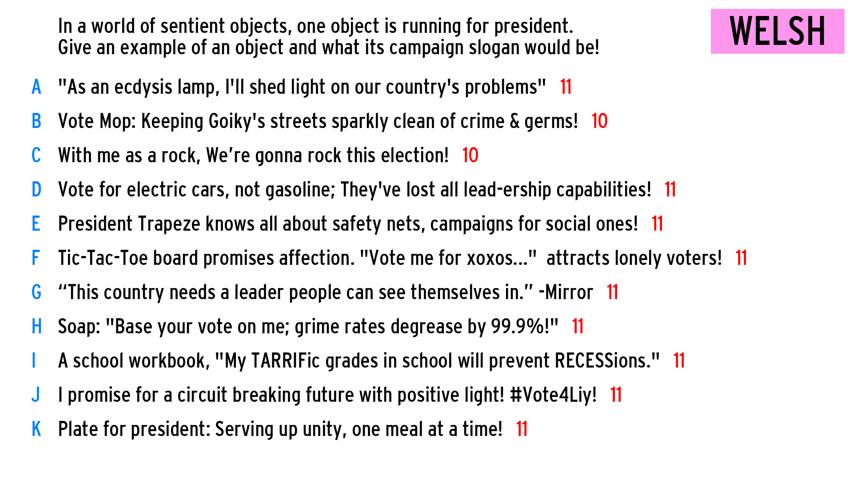 In a world of sentient objects, one object is running for president.
Give an example of an object and what its campaign slogan would be!
WELSH
A "As an ecdysis lamp, I'll shed light on our country's problems" 11
B Vote Mop: Keeping Goiky's streets sparkly clean of crime & germs! 10
C With me as a rock, We’re gonna rock this election! 10
D Vote for electric cars, not gasoline; They've lost all lead-ership capabilities! 11
E President Trapeze knows all about safety nets, campaigns for social ones! 11
F Tic-Tac-Toe board promises affection. "Vote me for xoxos..." attracts lonely voters! 11
G “This country needs a leader people can see themselves in.” -Mirror 11
H Soap: "Base your vote on me; grime rates degrease by 99.9%!" 11
I A school workbook, "My TARRIFic grades in school will prevent RECESSions." 11
J I promise for a circuit breaking future with positive light! #Vote4Liy! 11
K Plate for president: Serving up unity, one meal at a time! 11